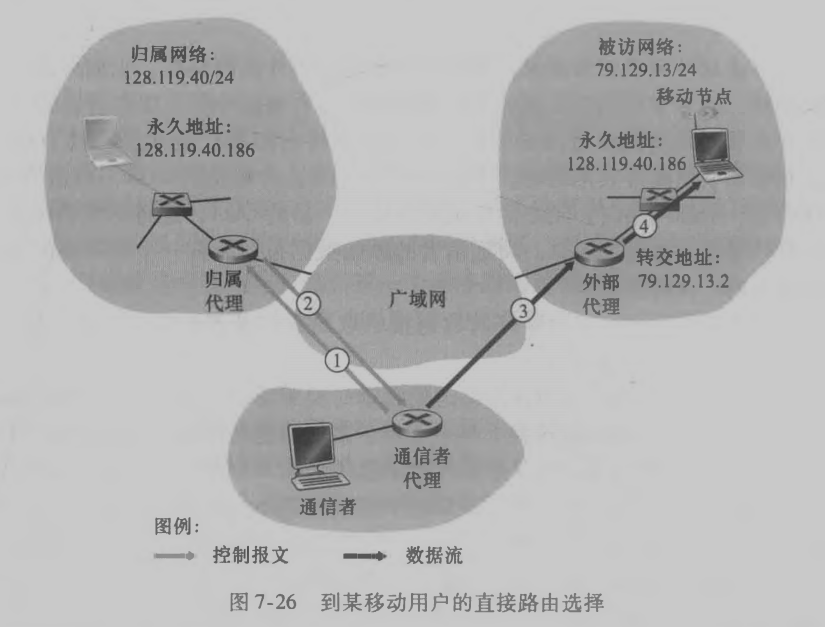 归属网络：
128.119.40/24
永久地址：
128.119.40.186
归属
代理
被访网络：
79.129.13/24
移动节点
永久地址：
128.119.40.186
转交地址：
79.129.13.2
外部
代理
广域网
①
②
③
④
通信者
代理
通信者
图例：
控制报文
数据流
图7-26 到某移动用户的直接路由选择